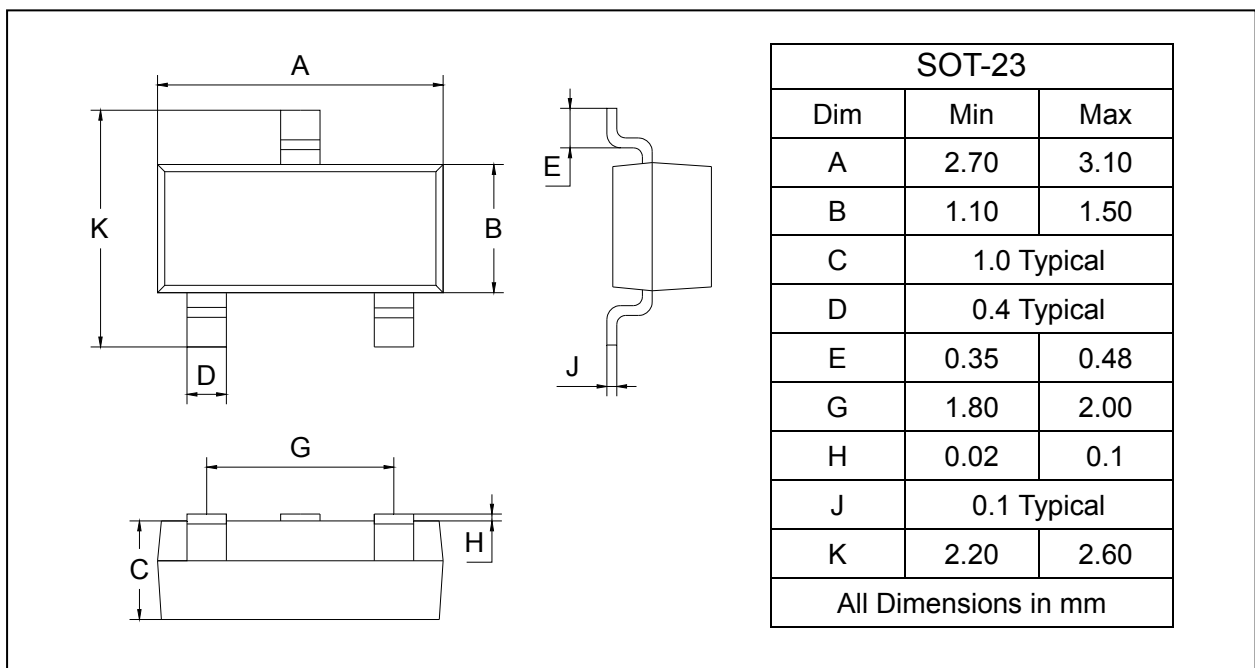 A
K
B
D
E
J
G
H
C
SOT-23
Dim Min Max
A 2.70 3.10
B 1.10 1.50
C 1.0 Typical
D 0.4 Typical
E 0.35 0.48
G 1.80 2.00
H 0.02 0.1
J 0.1 Typical
K 2.20 2.60
All Dimensions in mm